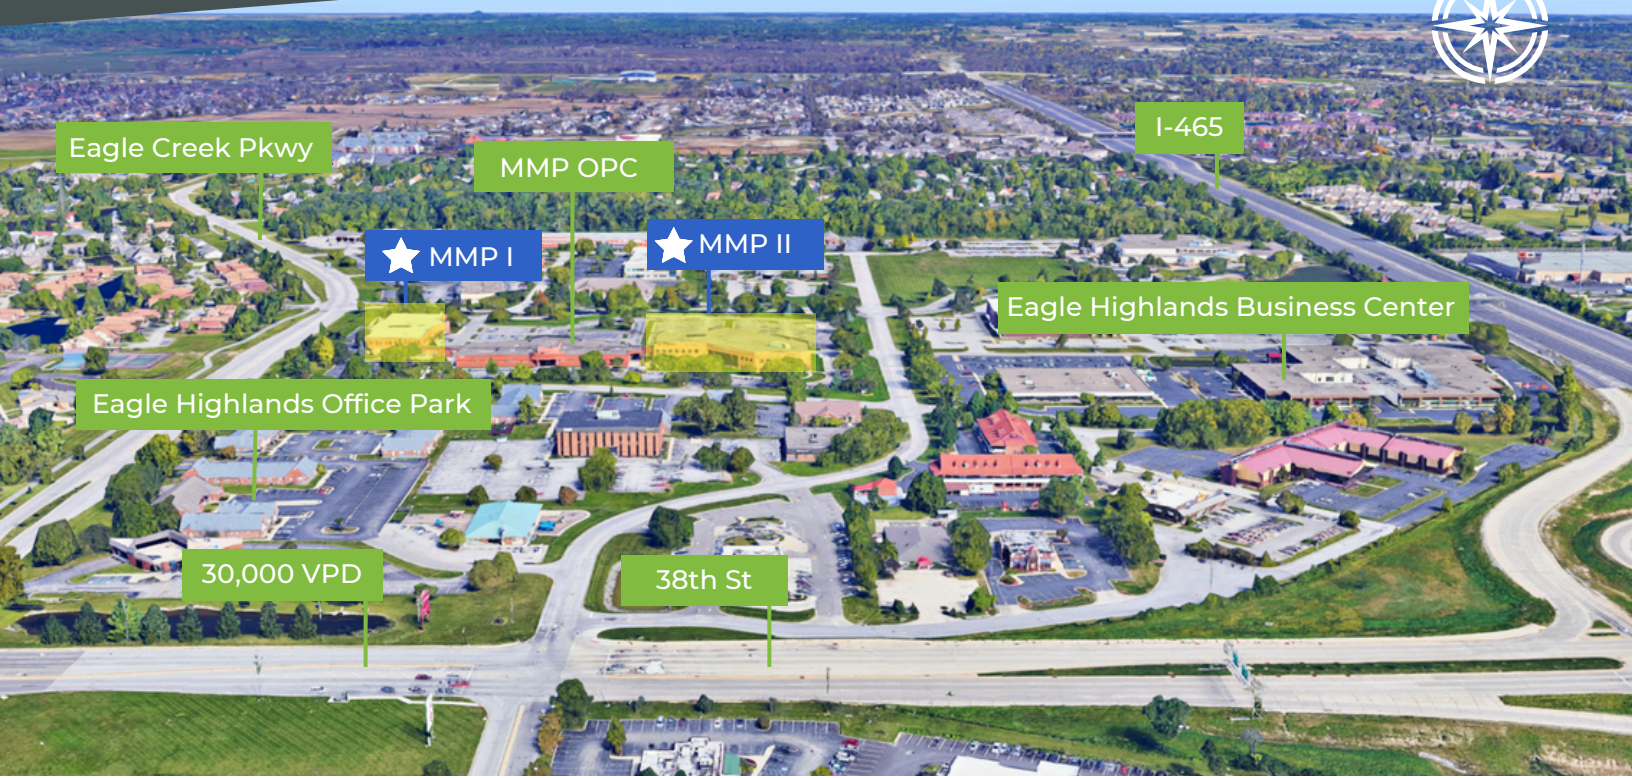 I-465
Eagle Creek Pkwy
MMP OPC
MMP I
MMP II
Eagle Highlands Business Center
Eagle Highlands Office Park
30,000 VPD
38th St